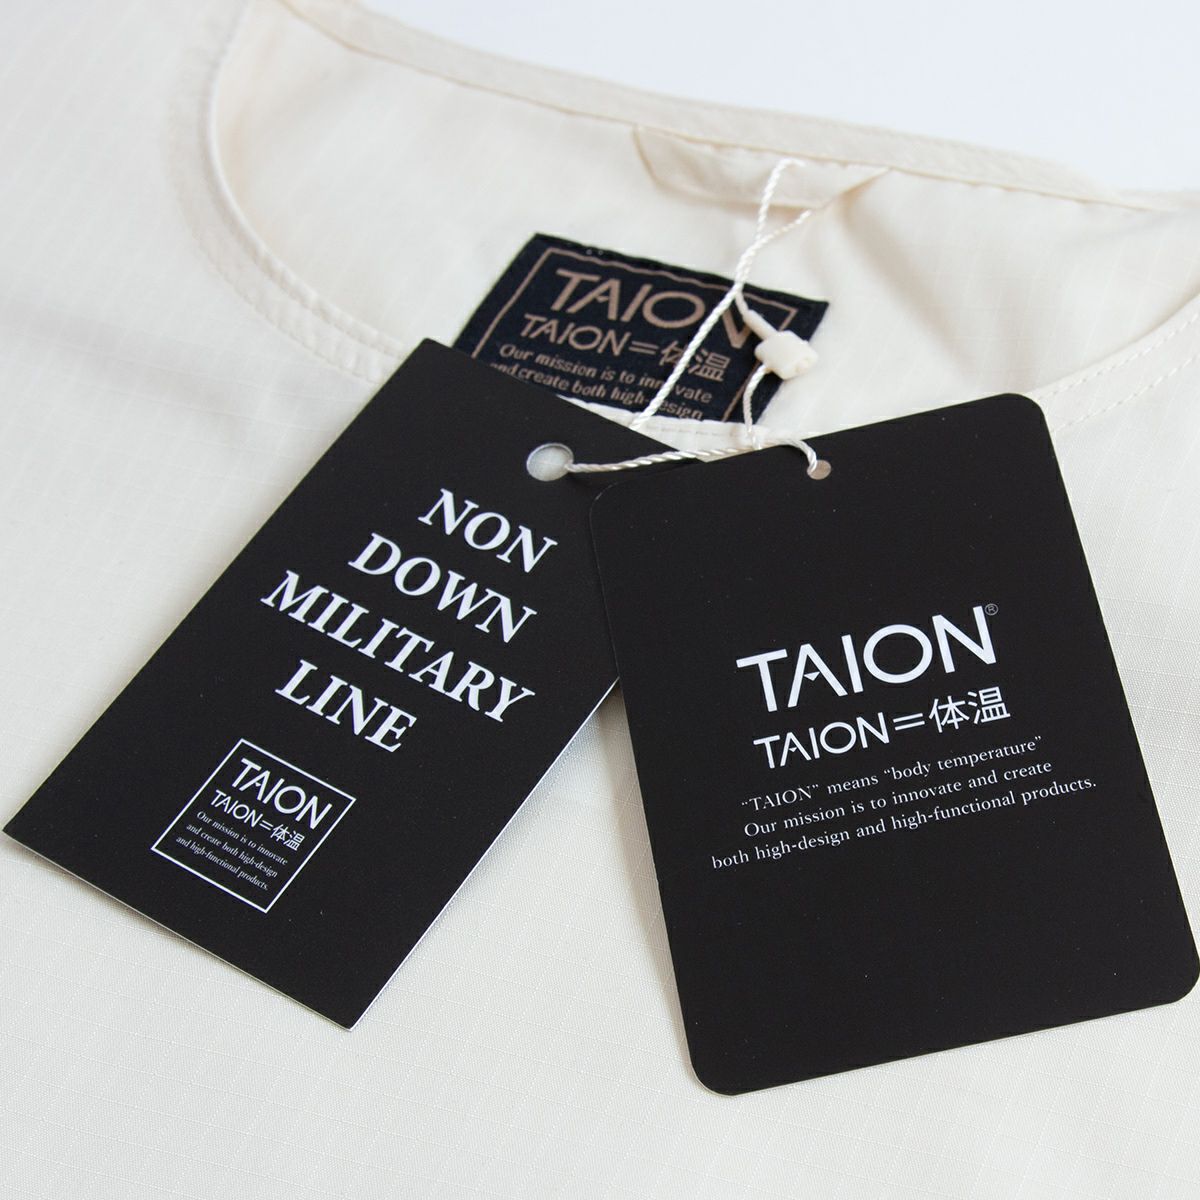 TAION
TAION=体温
Our mission is to innovate
and create both high-design
NON
DOWN
MILITARY
LINE
TAION
TAION=体温
Our mission is to innovate
and create both high-design
and high-functional products.
TAION®
TAION=体温
“TAION” means “body temperature”
Our mission is to innovate and create
both high-design and high-functional products.